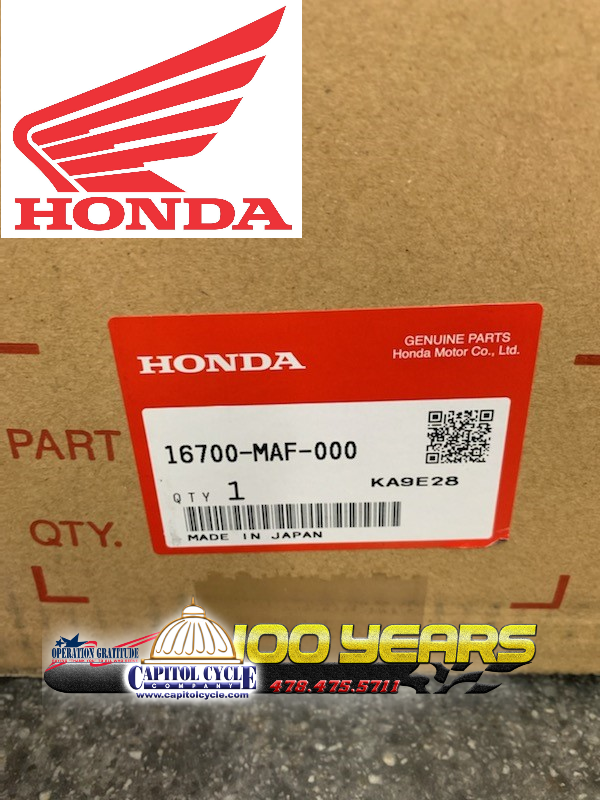 HONDA
HONDA
GENUINE PARTS
Honda Motor Co., Ltd.
PART
16700-MAF-000
KA9E28
QTY 1
QTY.
MADE IN JAPAN
OPERATION GRATITUDE
100 YEARS
CAPITOL CYCLE
COMPANY
www.capitolcycle.com
478.475.5711